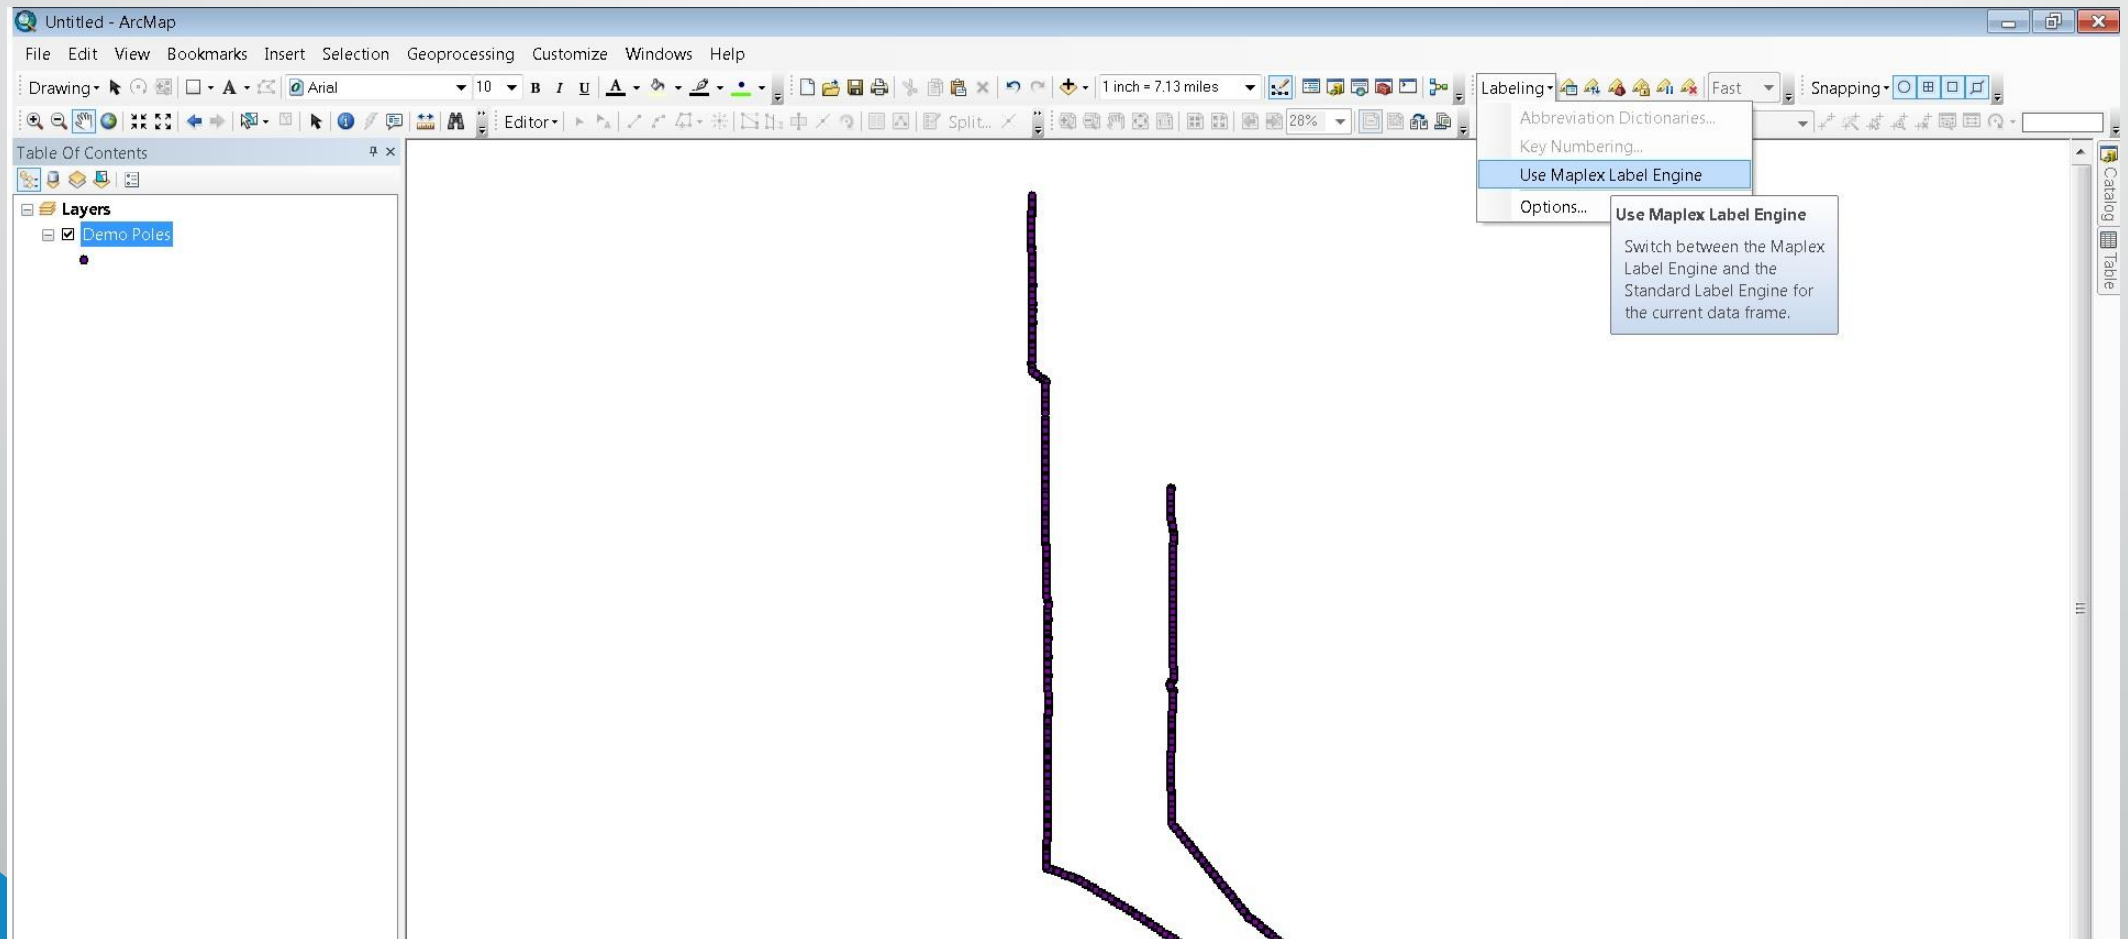 Untitled - ArcMap
File Edit View Bookmarks Insert Selection Geoprocessing Customize Windows Help
Drawing A Arial 10 B I U A 1 inch = 7.13 miles Labeling Fast Snapping
Editor Split... 28%
Abbreviation Dictionaries...
Key Numbering...
Use Maplex Label Engine
Options...
Use Maplex Label Engine
Switch between the Maplex
Label Engine and the
Standard Label Engine for
the current data frame.
Table Of Contents
Layers
Demo Poles
Catalog
Table